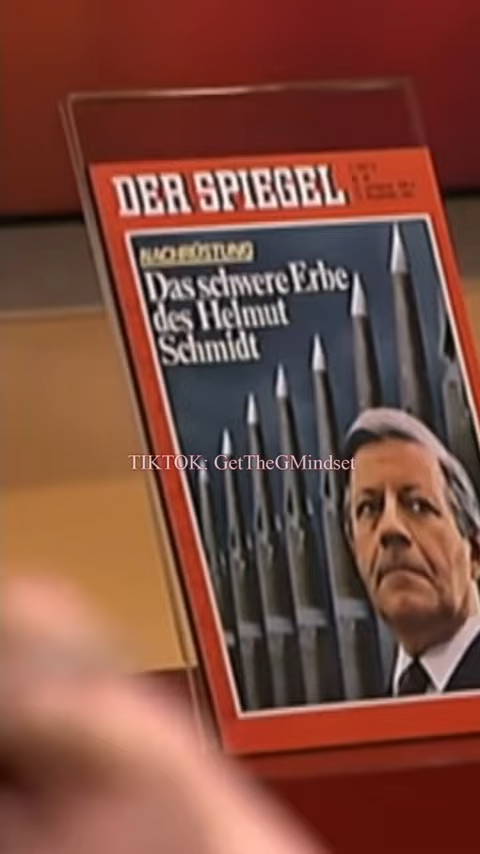 DER SPIEGEL
NACHRÜSTUNG
Das schwere Erbe
des Helmut
Schmidt
TIKTOK: GetTheGMindset